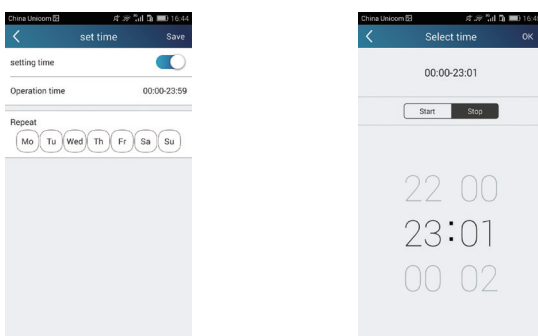 China Unicom 16:44
set time Save
setting time
Operation time 00:00-23:59
Repeat
Mo Tu Wed Th Fr Sa Su
China Unicom
Select time OK
00:00-23:01
Start Stop
22 00
23:01
00 02